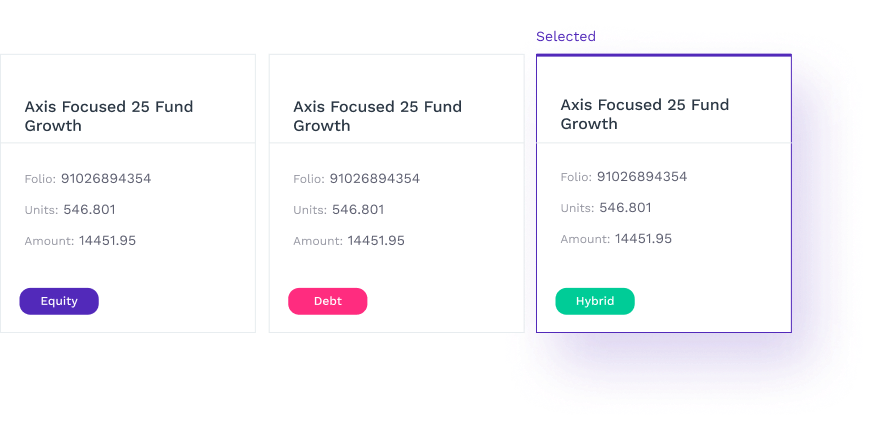 Selected
Axis Focused 25 Fund
Growth
Folio: 91026894354
Units: 546.801
Amount: 14451.95
Equity
Axis Focused 25 Fund
Growth
Folio: 91026894354
Units: 546.801
Amount: 14451.95
Debt
Axis Focused 25 Fund
Growth
Folio: 91026894354
Units: 546.801
Amount: 14451.95
Hybrid